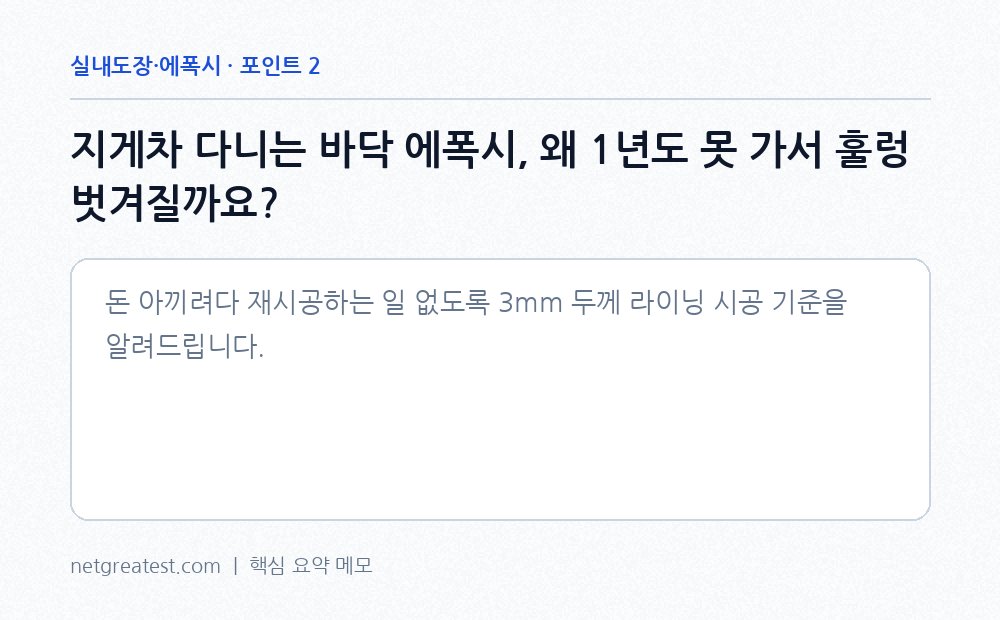 실내도장·에폭시 · 포인트 2
지게차 다니는 바닥 에폭시, 왜 1년도 못 가서 훌렁
벗겨질까요?
돈 아끼려다 재시공하는 일 없도록 3mm 두께 라이닝 시공 기준을
알려드립니다.
netgreatest.com | 핵심 요약 메모